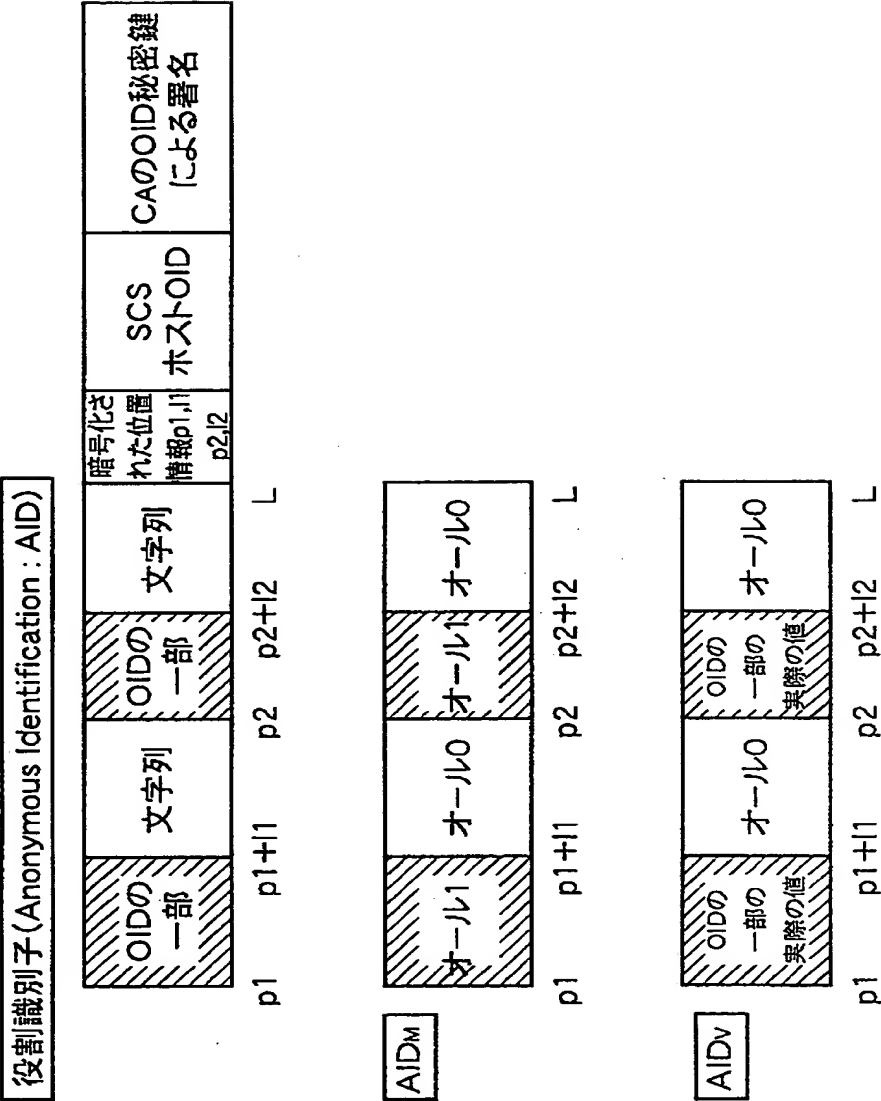 役割識別子(Anonymous Identification : AID)
OIDの
一部
文字列
OIDの
一部
文字列
暗号化さ
れた位置
情報p1,l1
p2,l2
SCS
ホストOID
CAのOID秘密鍵
による署名
p1
p1+l1
p2
p2+l2
L
AIDM
オール1
オール0
オール1
オール0
p1
p1+l1
p2
p2+l2
L
AIDV
OIDの
一部の
実際の値
オール0
OIDの
一部の
実際の値
オール0
p1
p1+l1
p2
p2+l2
L